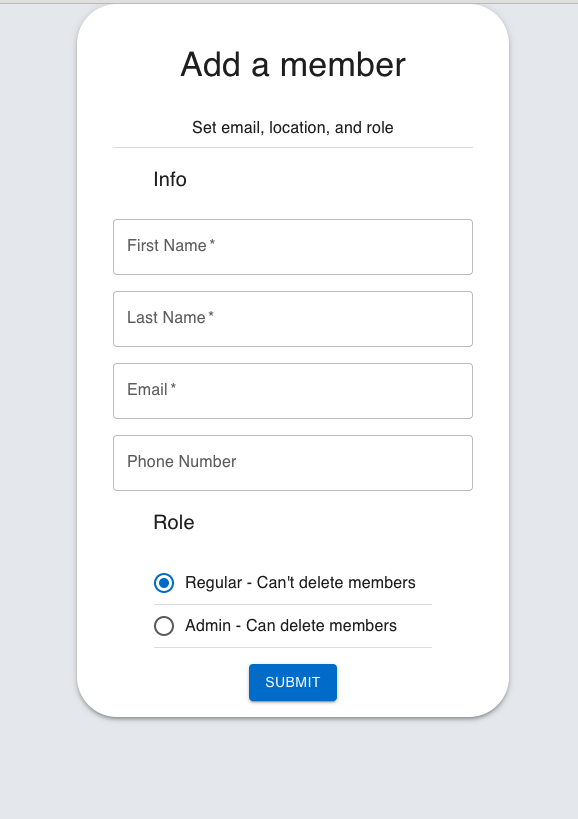 Add a member
Set email, location, and role
Info
First Name *
Last Name *
Email *
Phone Number
Role
Regular - Can't delete members
Admin - Can delete members
SUBMIT